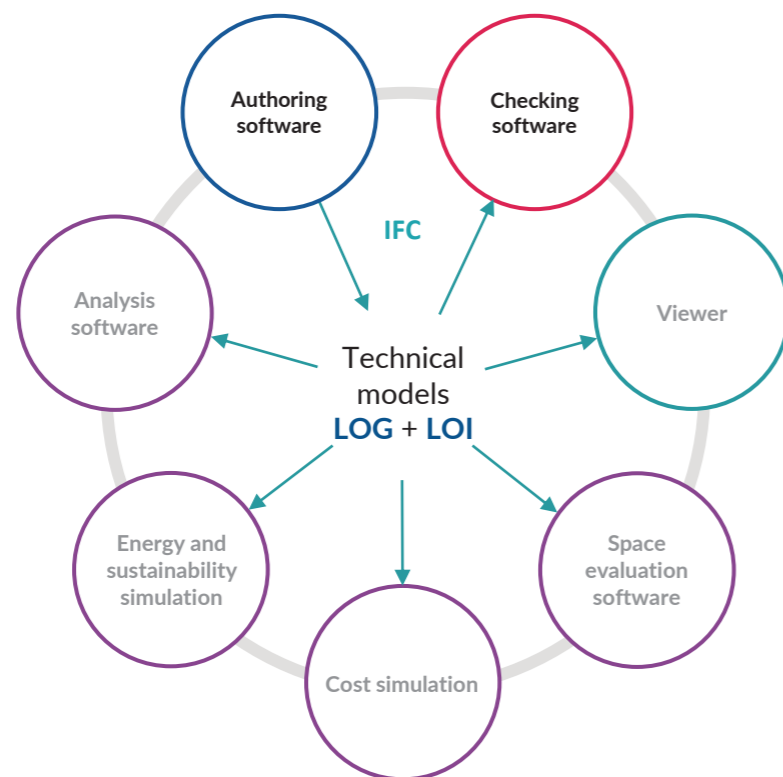 Authoring
software
Checking
software
IFC
Analysis
software
Viewer
Technical
models
LOG + LOI
Energy and
sustainability
simulation
Space
evaluation
software
Cost simulation